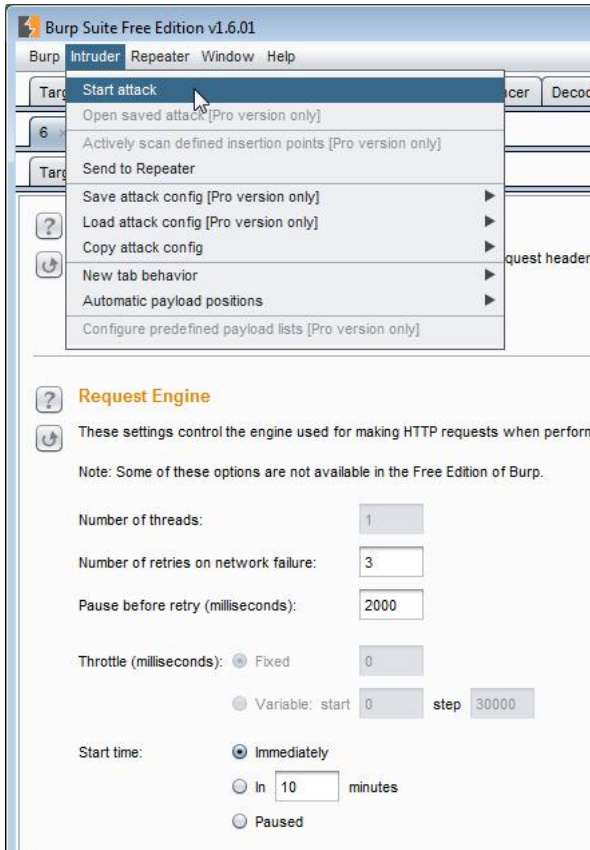 Burp Suite Free Edition v1.6.01
Burp Intruder Repeater Window Help
Start attack
Open saved attack [Pro version only]
6
Actively scan defined insertion points [Pro version only]
Send to Repeater
Save attack config [Pro version only]
Load attack config [Pro version only]
?
Copy attack config
quest header
New tab behavior
Automatic payload positions
Configure predefined payload lists [Pro version only]
? Request Engine
These settings control the engine used for making HTTP requests when perform
Note: Some of these options are not available in the Free Edition of Burp.
Number of threads: 1
Number of retries on network failure: 3
Pause before retry (milliseconds): 2000
Throttle (milliseconds): Fixed 0
Variable: start 0 step 30000
Start time: Immediately
In 10 minutes
Paused